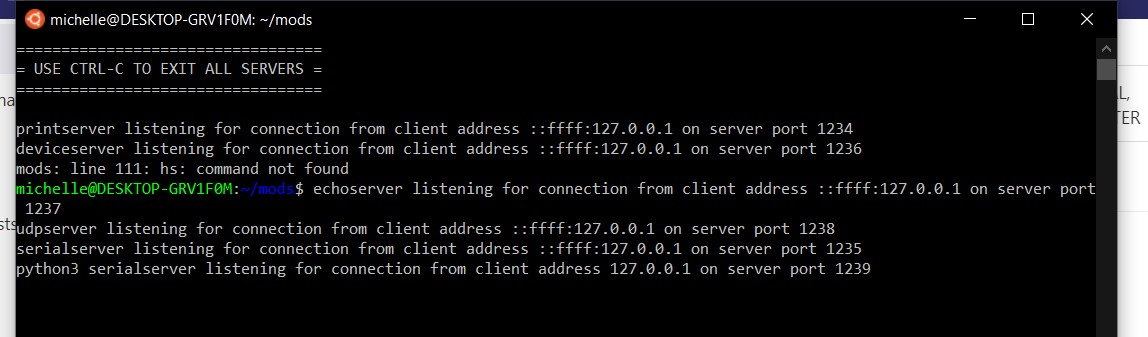 michelle@DESKTOP-GRV1F0M: ~/mods
==================================
= USE CTRL-C TO EXIT ALL SERVERS =
==================================
printserver listening for connection from client address ::ffff:127.0.0.1 on server port 1234
deviceserver listening for connection from client address ::ffff:127.0.0.1 on server port 1236
mods: line 111: hs: command not found
michelle@DESKTOP-GRV1F0M:~/mods$ echoserver listening for connection from client address ::ffff:127.0.0.1 on server port
1237
udpserver listening for connection from client address ::ffff:127.0.0.1 on server port 1238
serialserver listening for connection from client address ::ffff:127.0.0.1 on server port 1235
python3 serialserver listening for connection from client address 127.0.0.1 on server port 1239